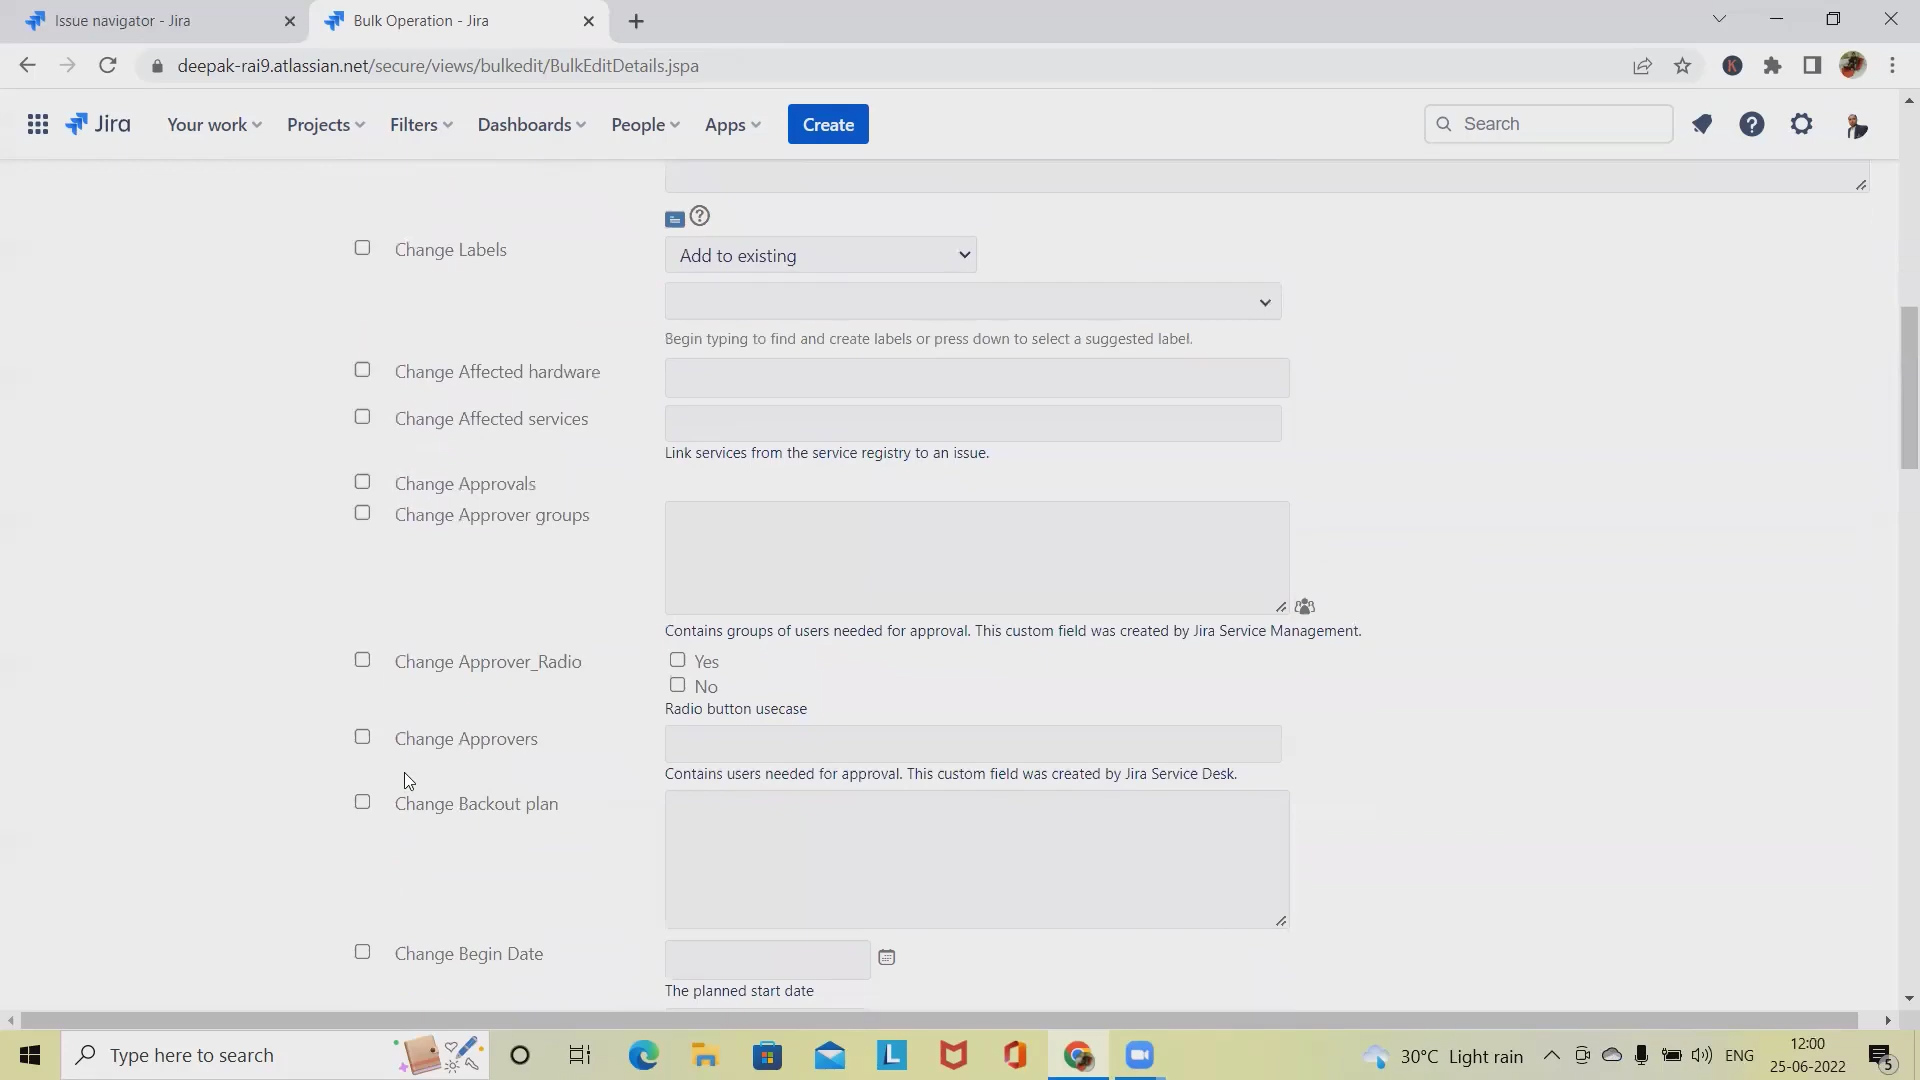 Issue navigator - Jira
Bulk Operation - Jira
deepak-rai9.atlassian.net/secure/views/bulkedit/BulkEditDetails.jspa
K
Jira
Your work
Projects
Filters
Dashboards
People
Apps
Create
Search
Change Labels
Add to existing
Begin typing to find and create labels or press down to select a suggested label.
Change Affected hardware
Change Affected services
Link services from the service registry to an issue.
Change Approvals
Change Approver groups
Contains groups of users needed for approval. This custom field was created by Jira Service Management.
Change Approver_Radio
Yes
No
Radio button usecase
Change Approvers
Contains users needed for approval. This custom field was created by Jira Service Desk.
Change Backout plan
Change Begin Date
The planned start date
Type here to search
L
30°C Light rain
ENG
12:00
25-06-2022
5